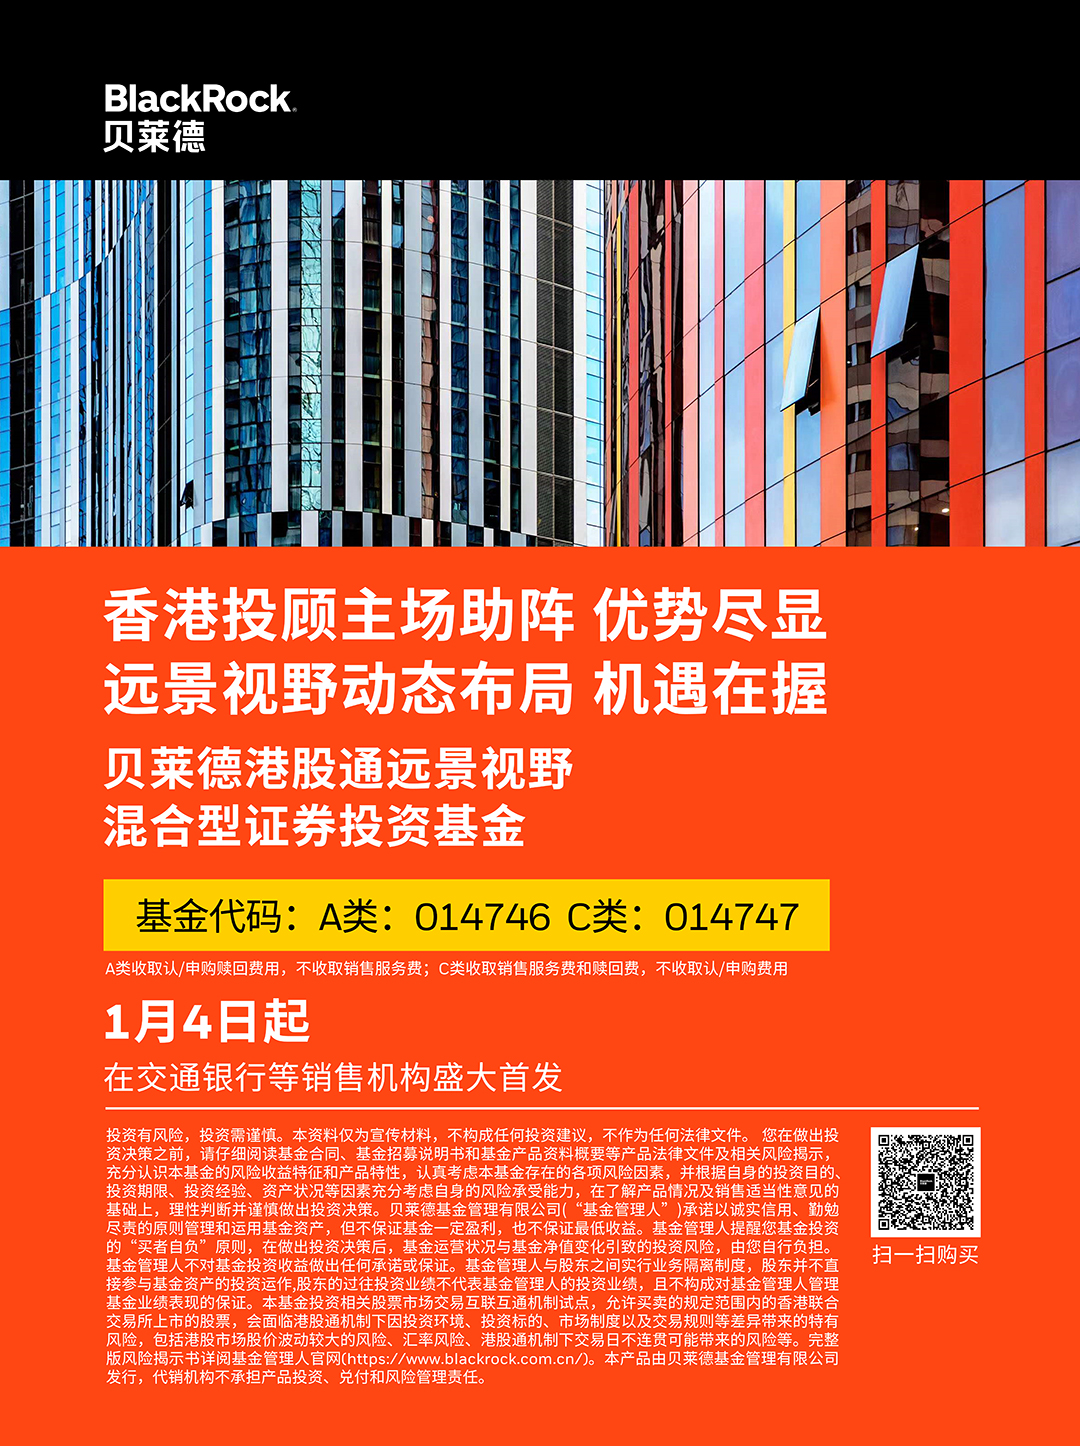 BlackRock®
贝莱德
香港投顾主场助阵 优势尽显
远景视野动态布局 机遇在握
贝莱德港股通远景视野
混合型证券投资基金
基金代码：A类：014746 C类：014747
A类收取认/申购赎回费用，不收取销售服务费；C类收取销售服务费和赎回费，不收取认/申购费用
1月4日起
在交通银行等销售机构盛大首发
投资有风险，投资需谨慎。本资料仅为宣传材料，不构成任何投资建议，不作为任何法律文件。 您在做出投
资决策之前，请仔细阅读基金合同、基金招募说明书和基金产品资料概要等产品法律文件及相关风险揭示，
充分认识本基金的风险收益特征和产品特性，认真考虑本基金存在的各项风险因素，并根据自身的投资目的、
投资期限、投资经验、资产状况等因素充分考虑自身的风险承受能力，在了解产品情况及销售适当性意见的
基础上，理性判断并谨慎做出投资决策。贝莱德基金管理有限公司(“基金管理人”)承诺以诚实信用、勤勉
尽责的原则管理和运用基金资产，但不保证基金一定盈利，也不保证最低收益。基金管理人提醒您基金投资
的“买者自负”原则，在做出投资决策后，基金运营状况与基金净值变化引致的投资风险，由您自行负担。
基金管理人不对基金投资收益做出任何承诺或保证。基金管理人与股东之间实行业务隔离制度，股东并不直
接参与基金资产的投资运作,股东的过往投资业绩不代表基金管理人的投资业绩，且不构成对基金管理人管理
基金业绩表现的保证。本基金投资相关股票市场交易互联互通机制试点，允许买卖的规定范围内的香港联合
交易所上市的股票，会面临港股通机制下因投资环境、投资标的、市场制度以及交易规则等差异带来的特有
风险，包括港股市场股价波动较大的风险、汇率风险、港股通机制下交易日不连贯可能带来的风险等。完整
版风险揭示书详阅基金管理人官网(https://www.blackrock.com.cn/)。本产品由贝莱德基金管理有限公司
发行，代销机构不承担产品投资、兑付和风险管理责任。
扫一扫购买